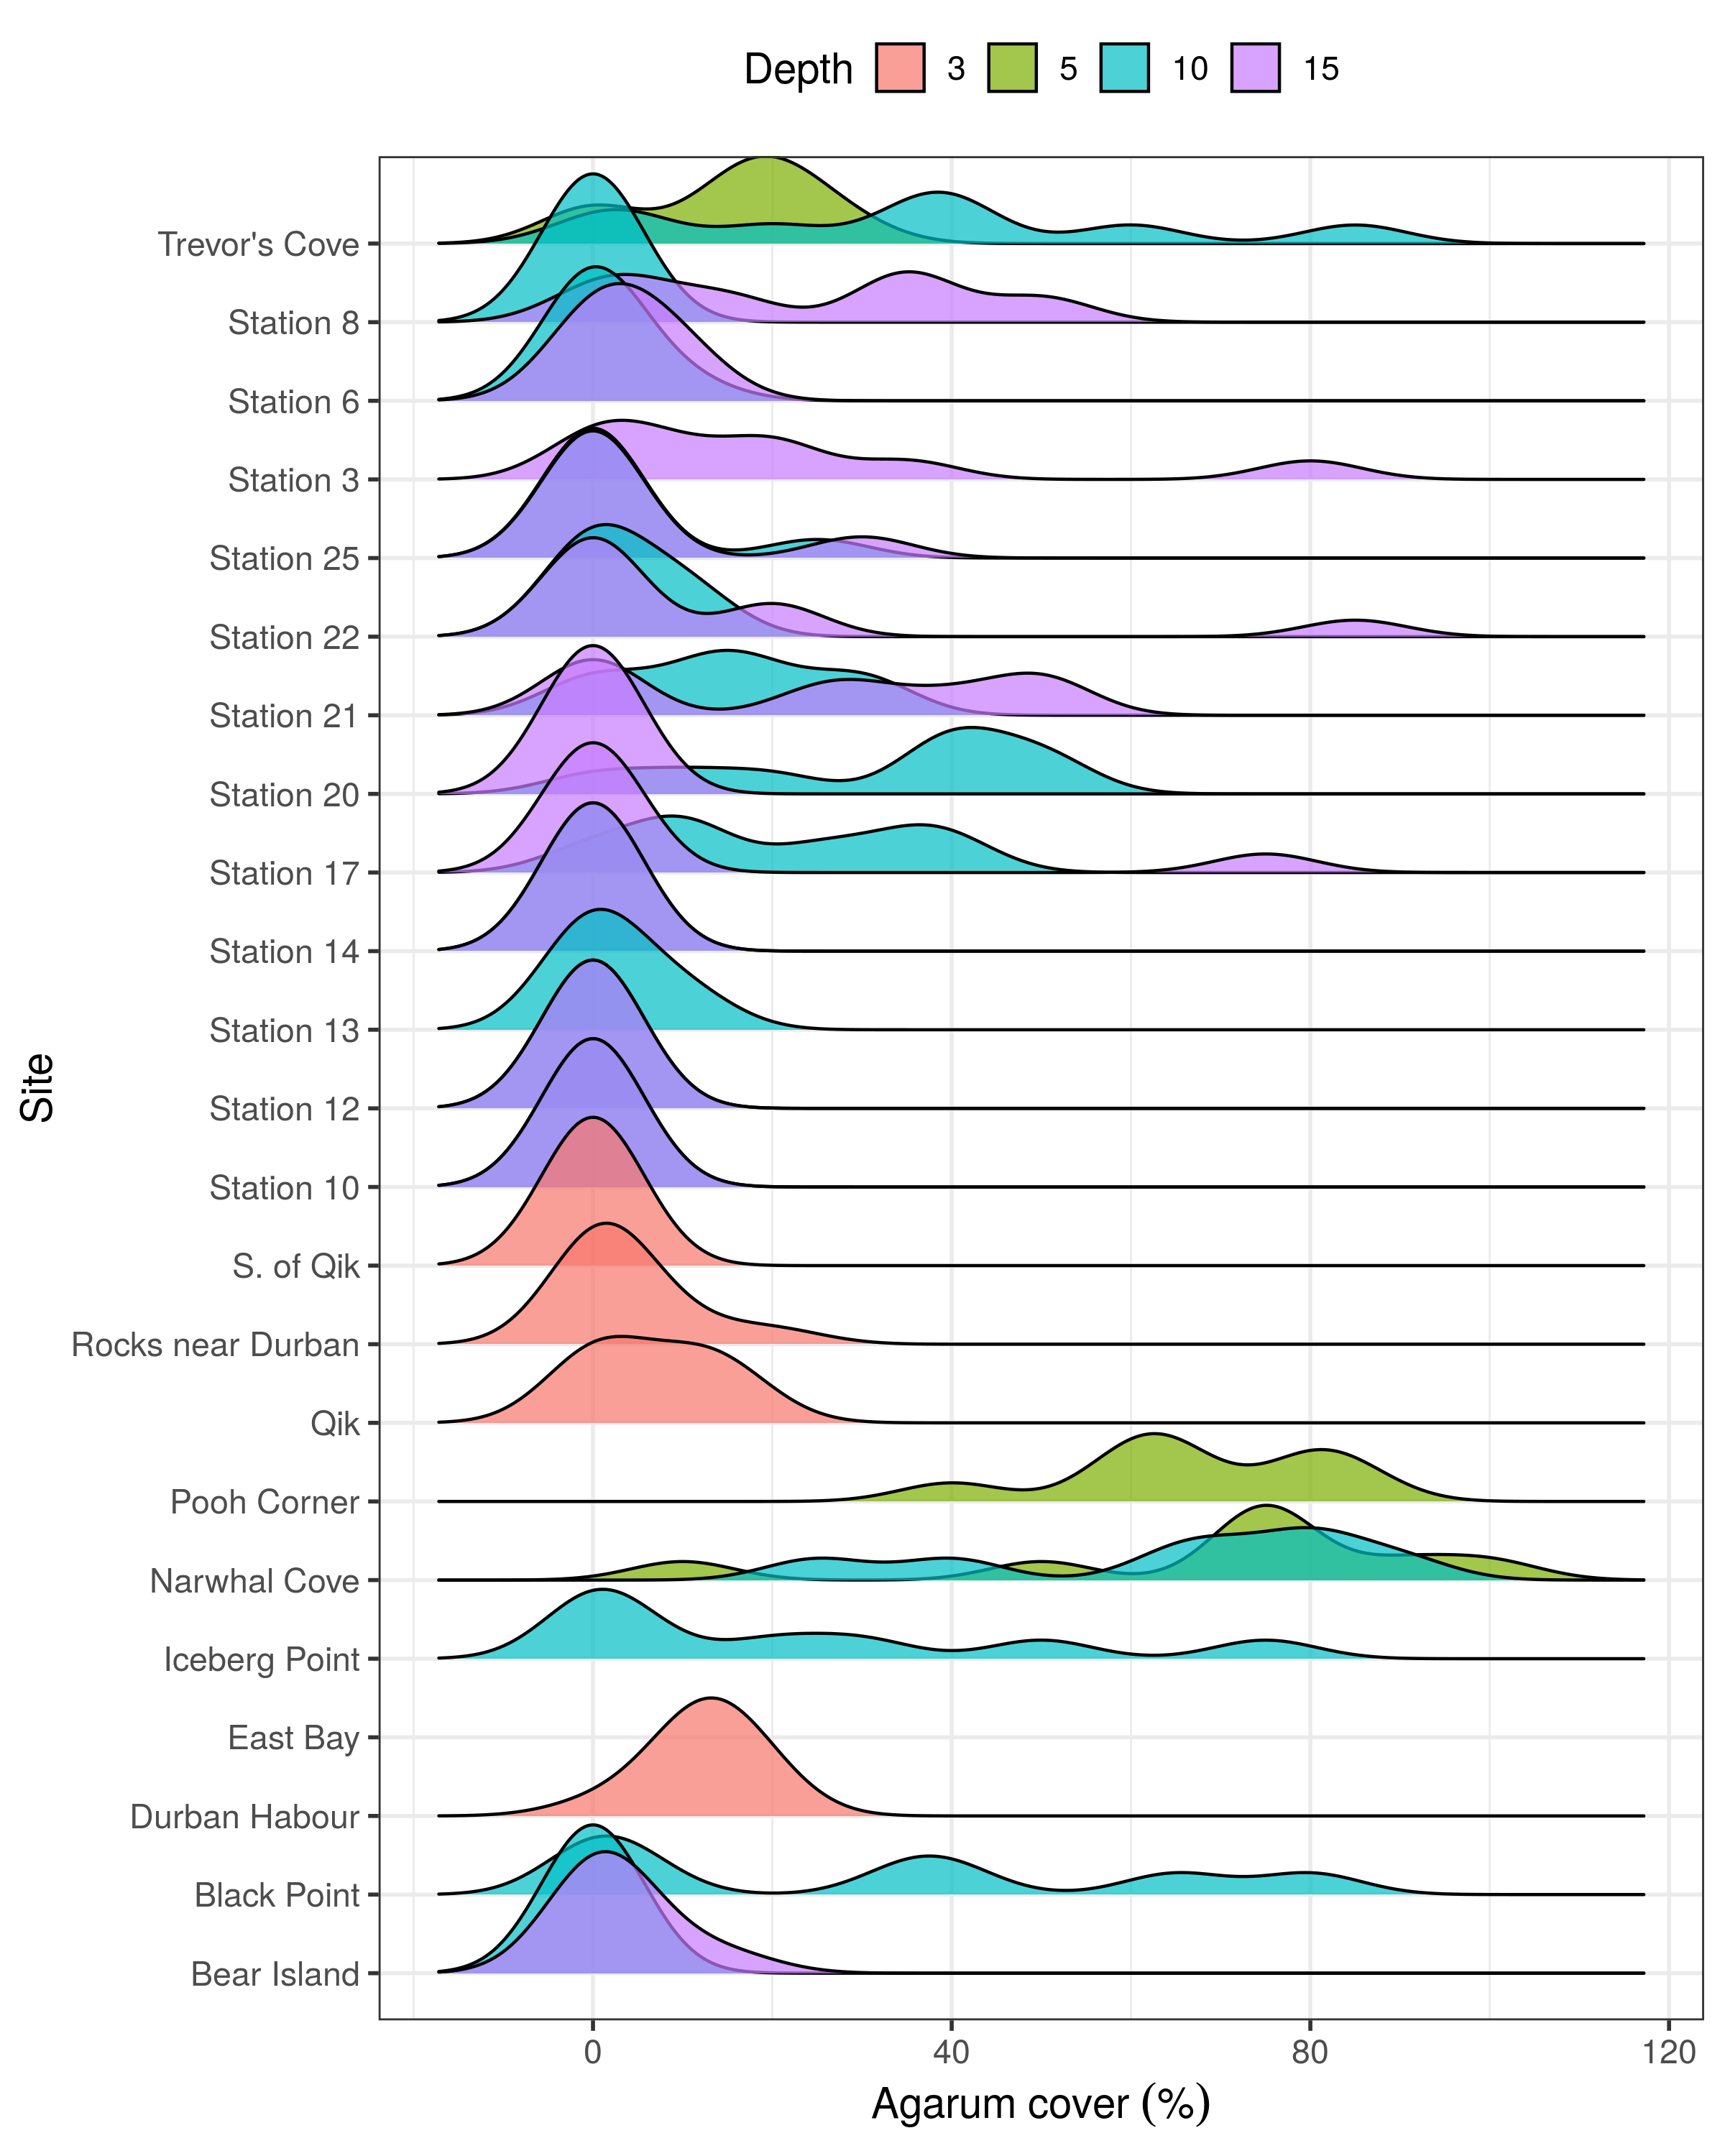 Depth 3 5 10 15
Trevor's Cove
Station 8
Station 6
Station 3
Station 25
Station 22
Station 21
Station 20
Station 17
Station 14
Station 13
Station 12
Station 10
S. of Qik
Rocks near Durban
Qik
Pooh Corner
Narwhal Cove
Iceberg Point
East Bay
Durban Habour
Black Point
Bear Island
Site
0 40 80 120
Agarum cover (%)